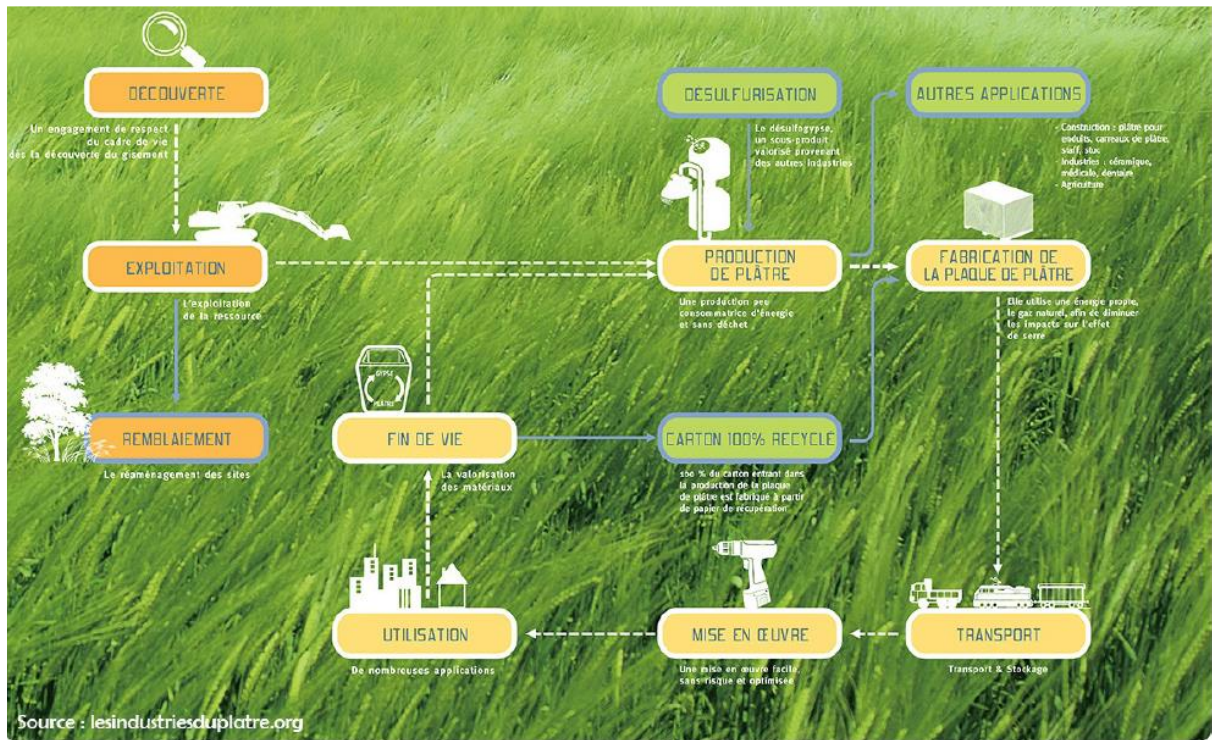 DECOUVERTE
Un engagement de respect
du cadre de vie
dès la découverte du gisement
DESULFURISATION
Le désulfogypse,
un sous-produit
valorisé provenant
des autres industries
AUTRES APPLICATIONS
- Construction : plâtre pour
enduits, carreaux de plâtre,
staff, stuc
- Industries : céramique,
médicale, dentaire
- Agriculture
EXPLOITATION
L'exploitation
de la ressource
PRODUCTION
DE PLÂTRE
Une production peu
consommatrice d'énergie
et sans déchet
FABRICATION DE
LA PLAQUE DE PLÂTRE
Elle utilise une énergie propre,
le gaz naturel, afin de diminuer
les impacts sur l'effet
de serre
REMBLAIEMENT
Le réaménagement des sites
GYPSE
PLÂTRE
FIN DE VIE
La valorisation
des matériaux
CARTON 100% RECYCLE
100 % du carton entrant dans
la production de la plaque
de plâtre est fabriqué à partir
de papier de récupération
UTILISATION
De nombreuses applications
MISE EN ŒUVRE
Une mise en œuvre facile,
sans risque et optimisée
TRANSPORT
Transport & Stockage
Source : lesindustriesduplatre.org